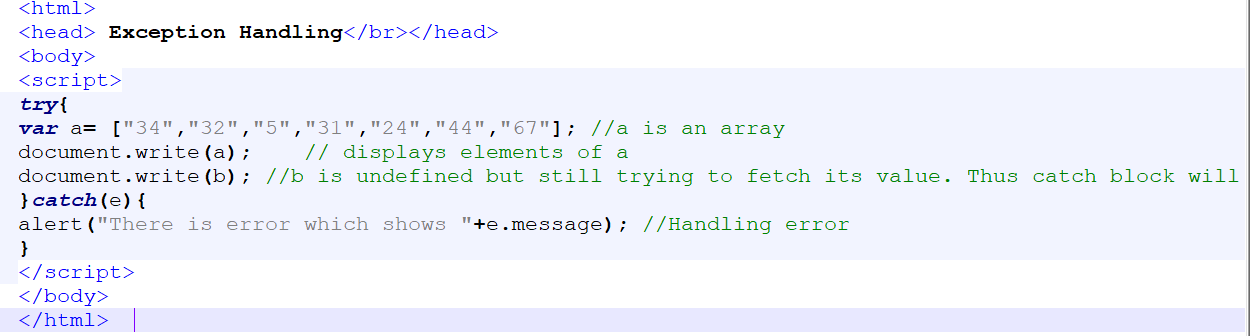 <html>
<head> Exception Handling</br></head>
<body>
<script>
try{
var a= ["34","32","5","31","24","44","67"]; //a is an array
document.write(a);    // displays elements of a
document.write(b); //b is undefined but still trying to fetch its value. Thus catch block will
}catch(e){
alert("There is error which shows "+e.message); //Handling error
}
</script>
</body>
</html>